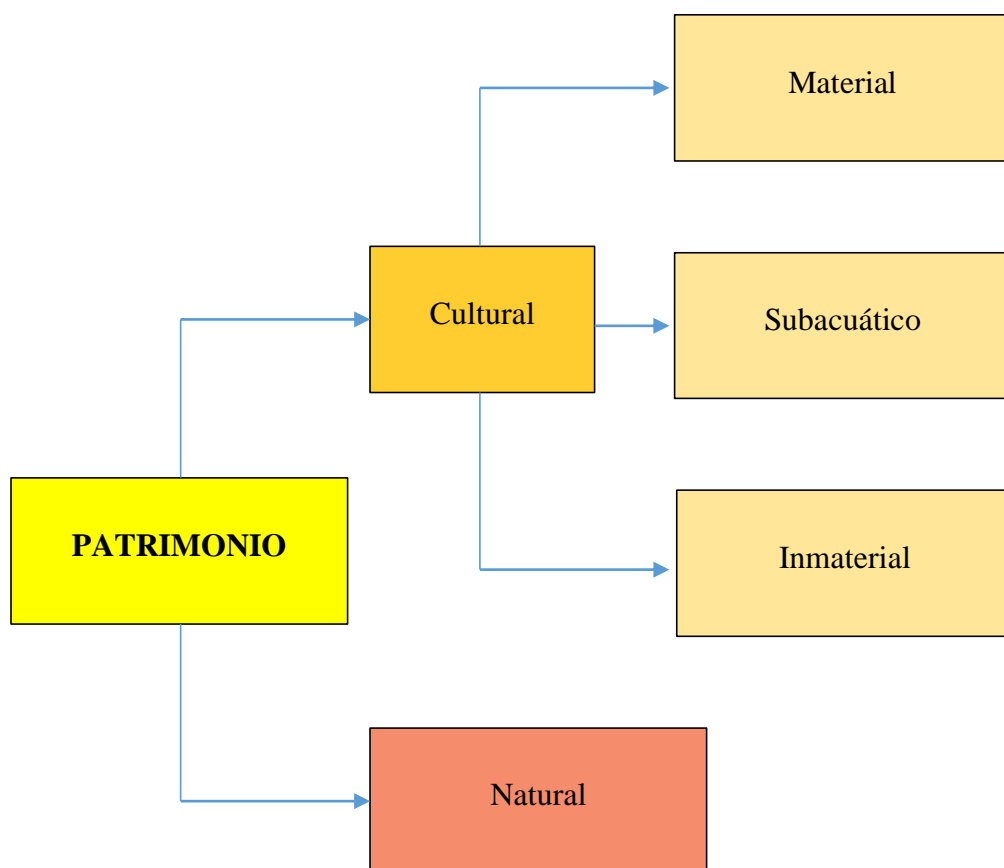 Material
Cultural
Subacuático
PATRIMONIO
Inmaterial
Natural